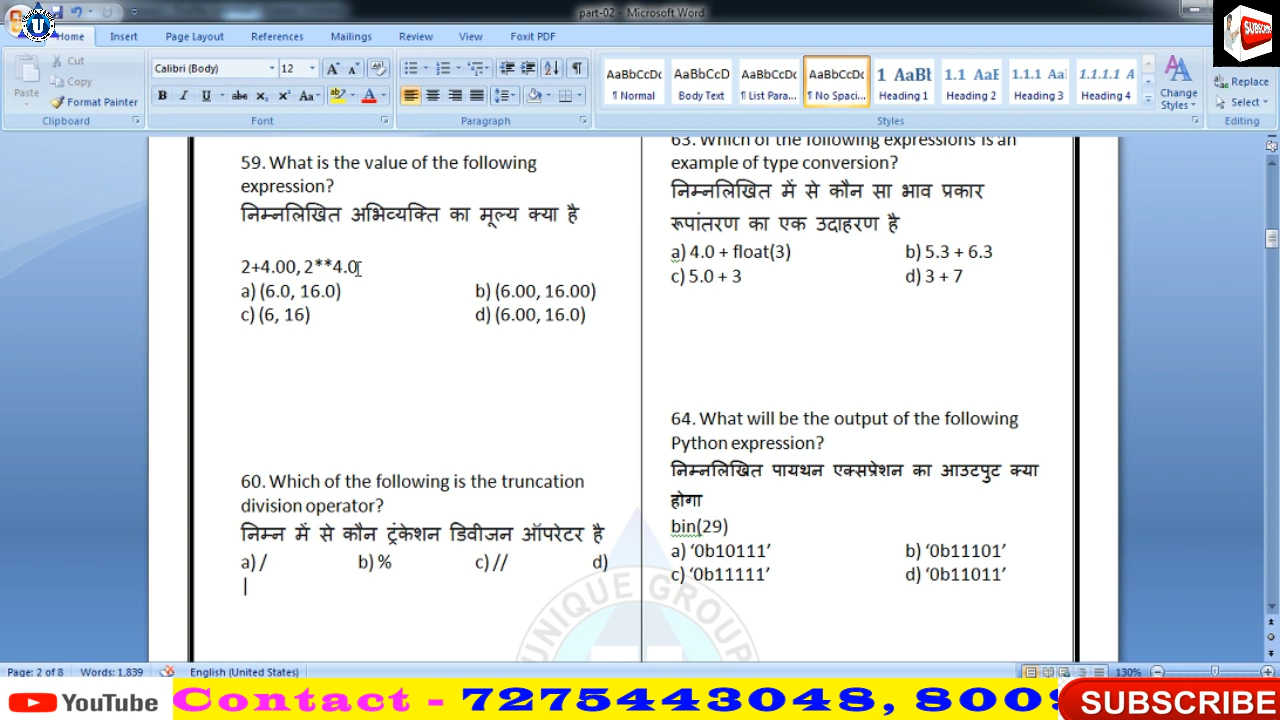 part-02 - Microsoft Word
SUBSCRIBE
U
Home Insert Page Layout References Mailings Review View Foxit PDF
Paste
Cut
Copy
Format Painter
Calibri (Body) 12
B I U abc x₂ x² Aa A
AaBbCcDc AaBbCcD AaBbCcDc AaBbCcDc 1 AaBb 1.1 AaE 1.1.1 Aa 1.1.1.1 A
¶ Normal Body Text ¶ List Para... ¶ No Spaci... Heading 1 Heading 2 Heading 3 Heading 4
Change Styles
Replace
Select
Clipboard Font Paragraph Styles Editing
59. What is the value of the following
expression?
निम्नलिखित अभिव्यक्ति का मूल्य क्या है
2+4.00, 2**4.0
a) (6.0, 16.0) b) (6.00, 16.00)
c) (6, 16) d) (6.00, 16.0)
60. Which of the following is the truncation
division operator?
निम्न में से कौन ट्रंकेशन डिवीजन ऑपरेटर है
a) / b) % c) // d)
|
63. Which of the following expressions is an
example of type conversion?
निम्नलिखित में से कौन सा भाव प्रकार
रूपांतरण का एक उदाहरण है
a) 4.0 + float(3) b) 5.3 + 6.3
c) 5.0 + 3 d) 3 + 7
64. What will be the output of the following
Python expression?
निम्नलिखित पायथन एक्सप्रेशन का आउटपुट क्या
होगा
bin(29)
a) ‘0b10111’ b) ‘0b11101’
c) ‘0b11111’ d) ‘0b11011’
UNIQUE GROUP
Page: 2 of 8 Words: 1,839 English (United States) 130%
YouTube Contact - 7275443048, 8009 SUBSCRIBE